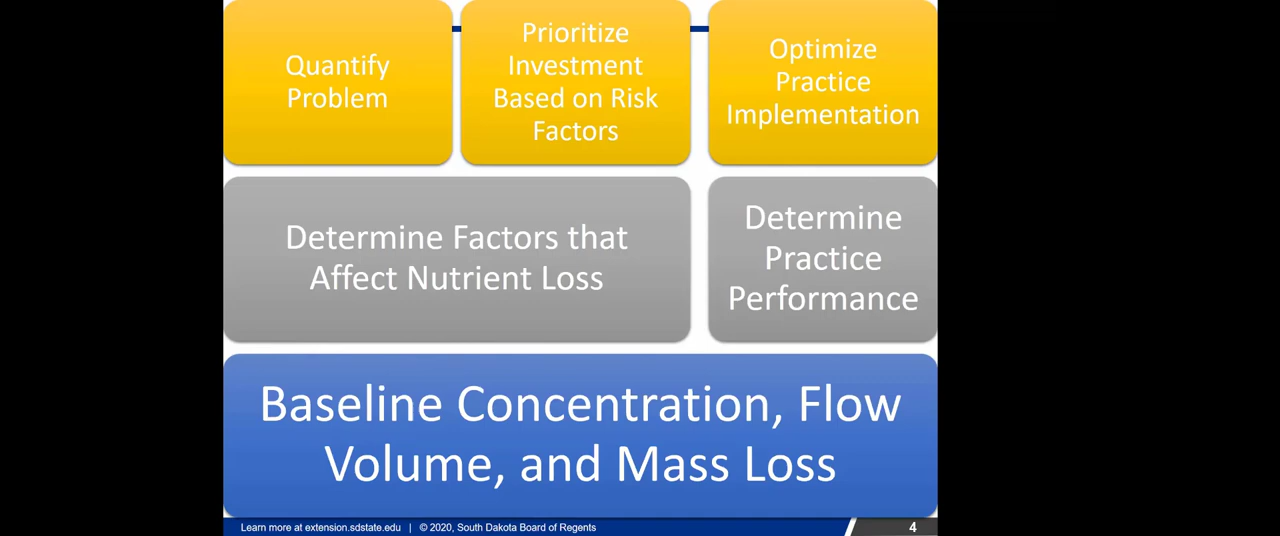 Quantify
Problem
Prioritize
Investment
Based on Risk
Factors
Optimize
Practice
Implementation
Determine Factors that
Affect Nutrient Loss
Determine
Practice
Performance
Baseline Concentration, Flow
Volume, and Mass Loss
Learn more at extension.sdstate.edu | © 2020, South Dakota Board of Regents
4